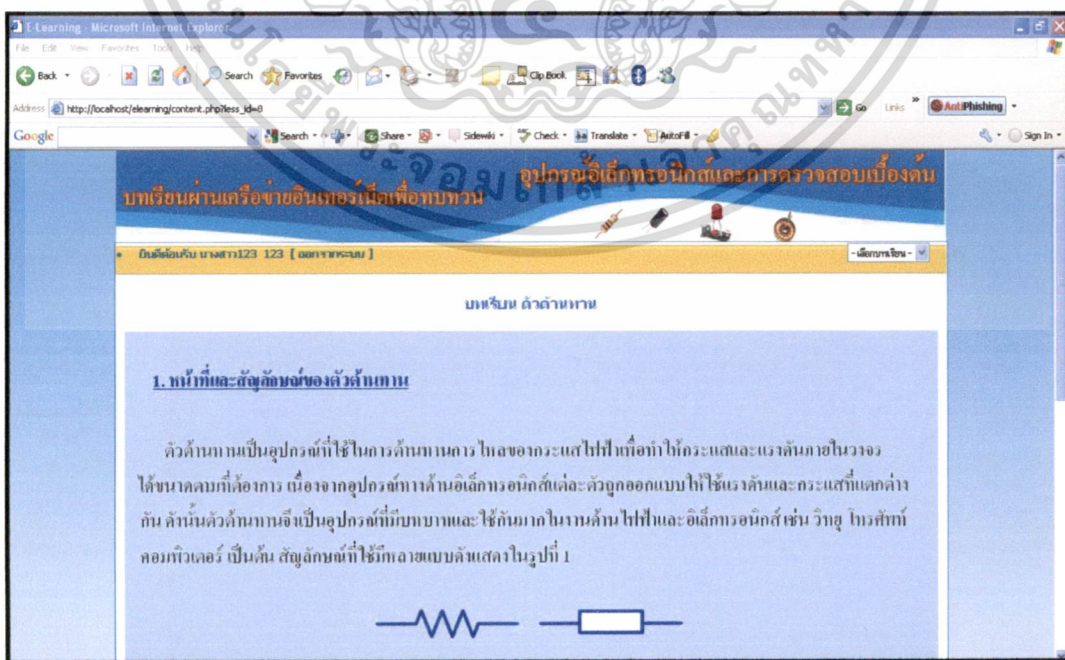 E-Learning - Microsoft Internet Explorer
File Edit View Favorites Tools Help
Back Search Favorites Clip Book
Address http://localhost/elearning/content.php?less_id=8 Go Links AntiPhishing
Google Search Share Sidewiki Check Translate AutoFill Sign In
อุปกรณ์อิเล็กทรอนิกส์และการตรวจสอบเบื้องต้น
บทเรียนผ่านเครือข่ายอินเทอร์เน็ตเพื่อทบทวน
ยินดีต้อนรับ นางสาว123 123 [ ออกจากระบบ ] - เลือกบทเรียน -
บทเรียน ตัวต้านทาน
1. หน้าที่และสัญลักษณ์ของตัวต้านทาน
ตัวต้านทานเป็นอุปกรณ์ที่ใช้ในการต้านทานการไหลของกระแสไฟฟ้าเพื่อทำให้กระแสและแรงดันภายในวงจร
ได้ขนาดตามที่ต้องการ เนื่องจากอุปกรณ์ทางด้านอิเล็กทรอนิกส์แต่ละตัวถูกออกแบบให้ใช้แรงดันและกระแสที่แตกต่าง
กัน ดังนั้นตัวต้านทานจึงเป็นอุปกรณ์ที่มีบทบาทและใช้กันมากในงานด้านไฟฟ้าและอิเล็กทรอนิกส์ เช่น วิทยุ โทรศัพท์
คอมพิวเตอร์ เป็นต้น สัญลักษณ์ที่ใช้มีหลายแบบดังแสดงในรูปที่ 1